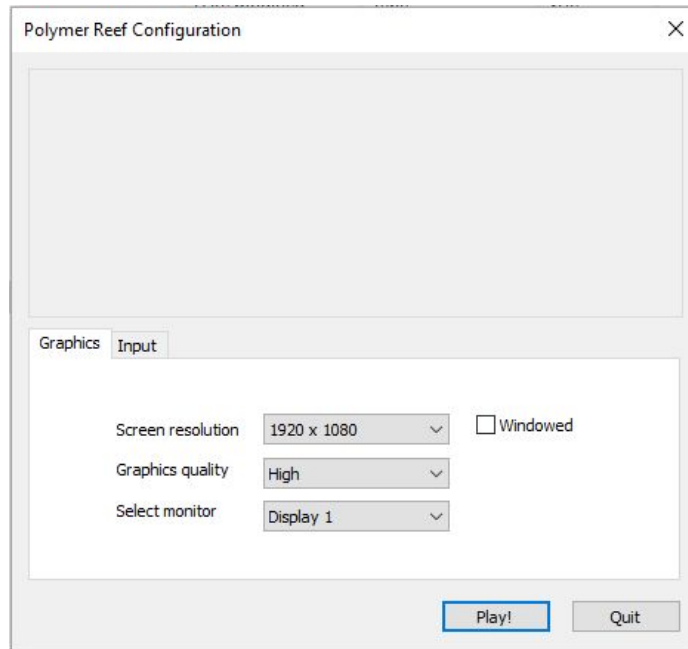 Polymer Reef Configuration
Graphics Input
Screen resolution 1920 x 1080 Windowed
Graphics quality High
Select monitor Display 1
Play! Quit